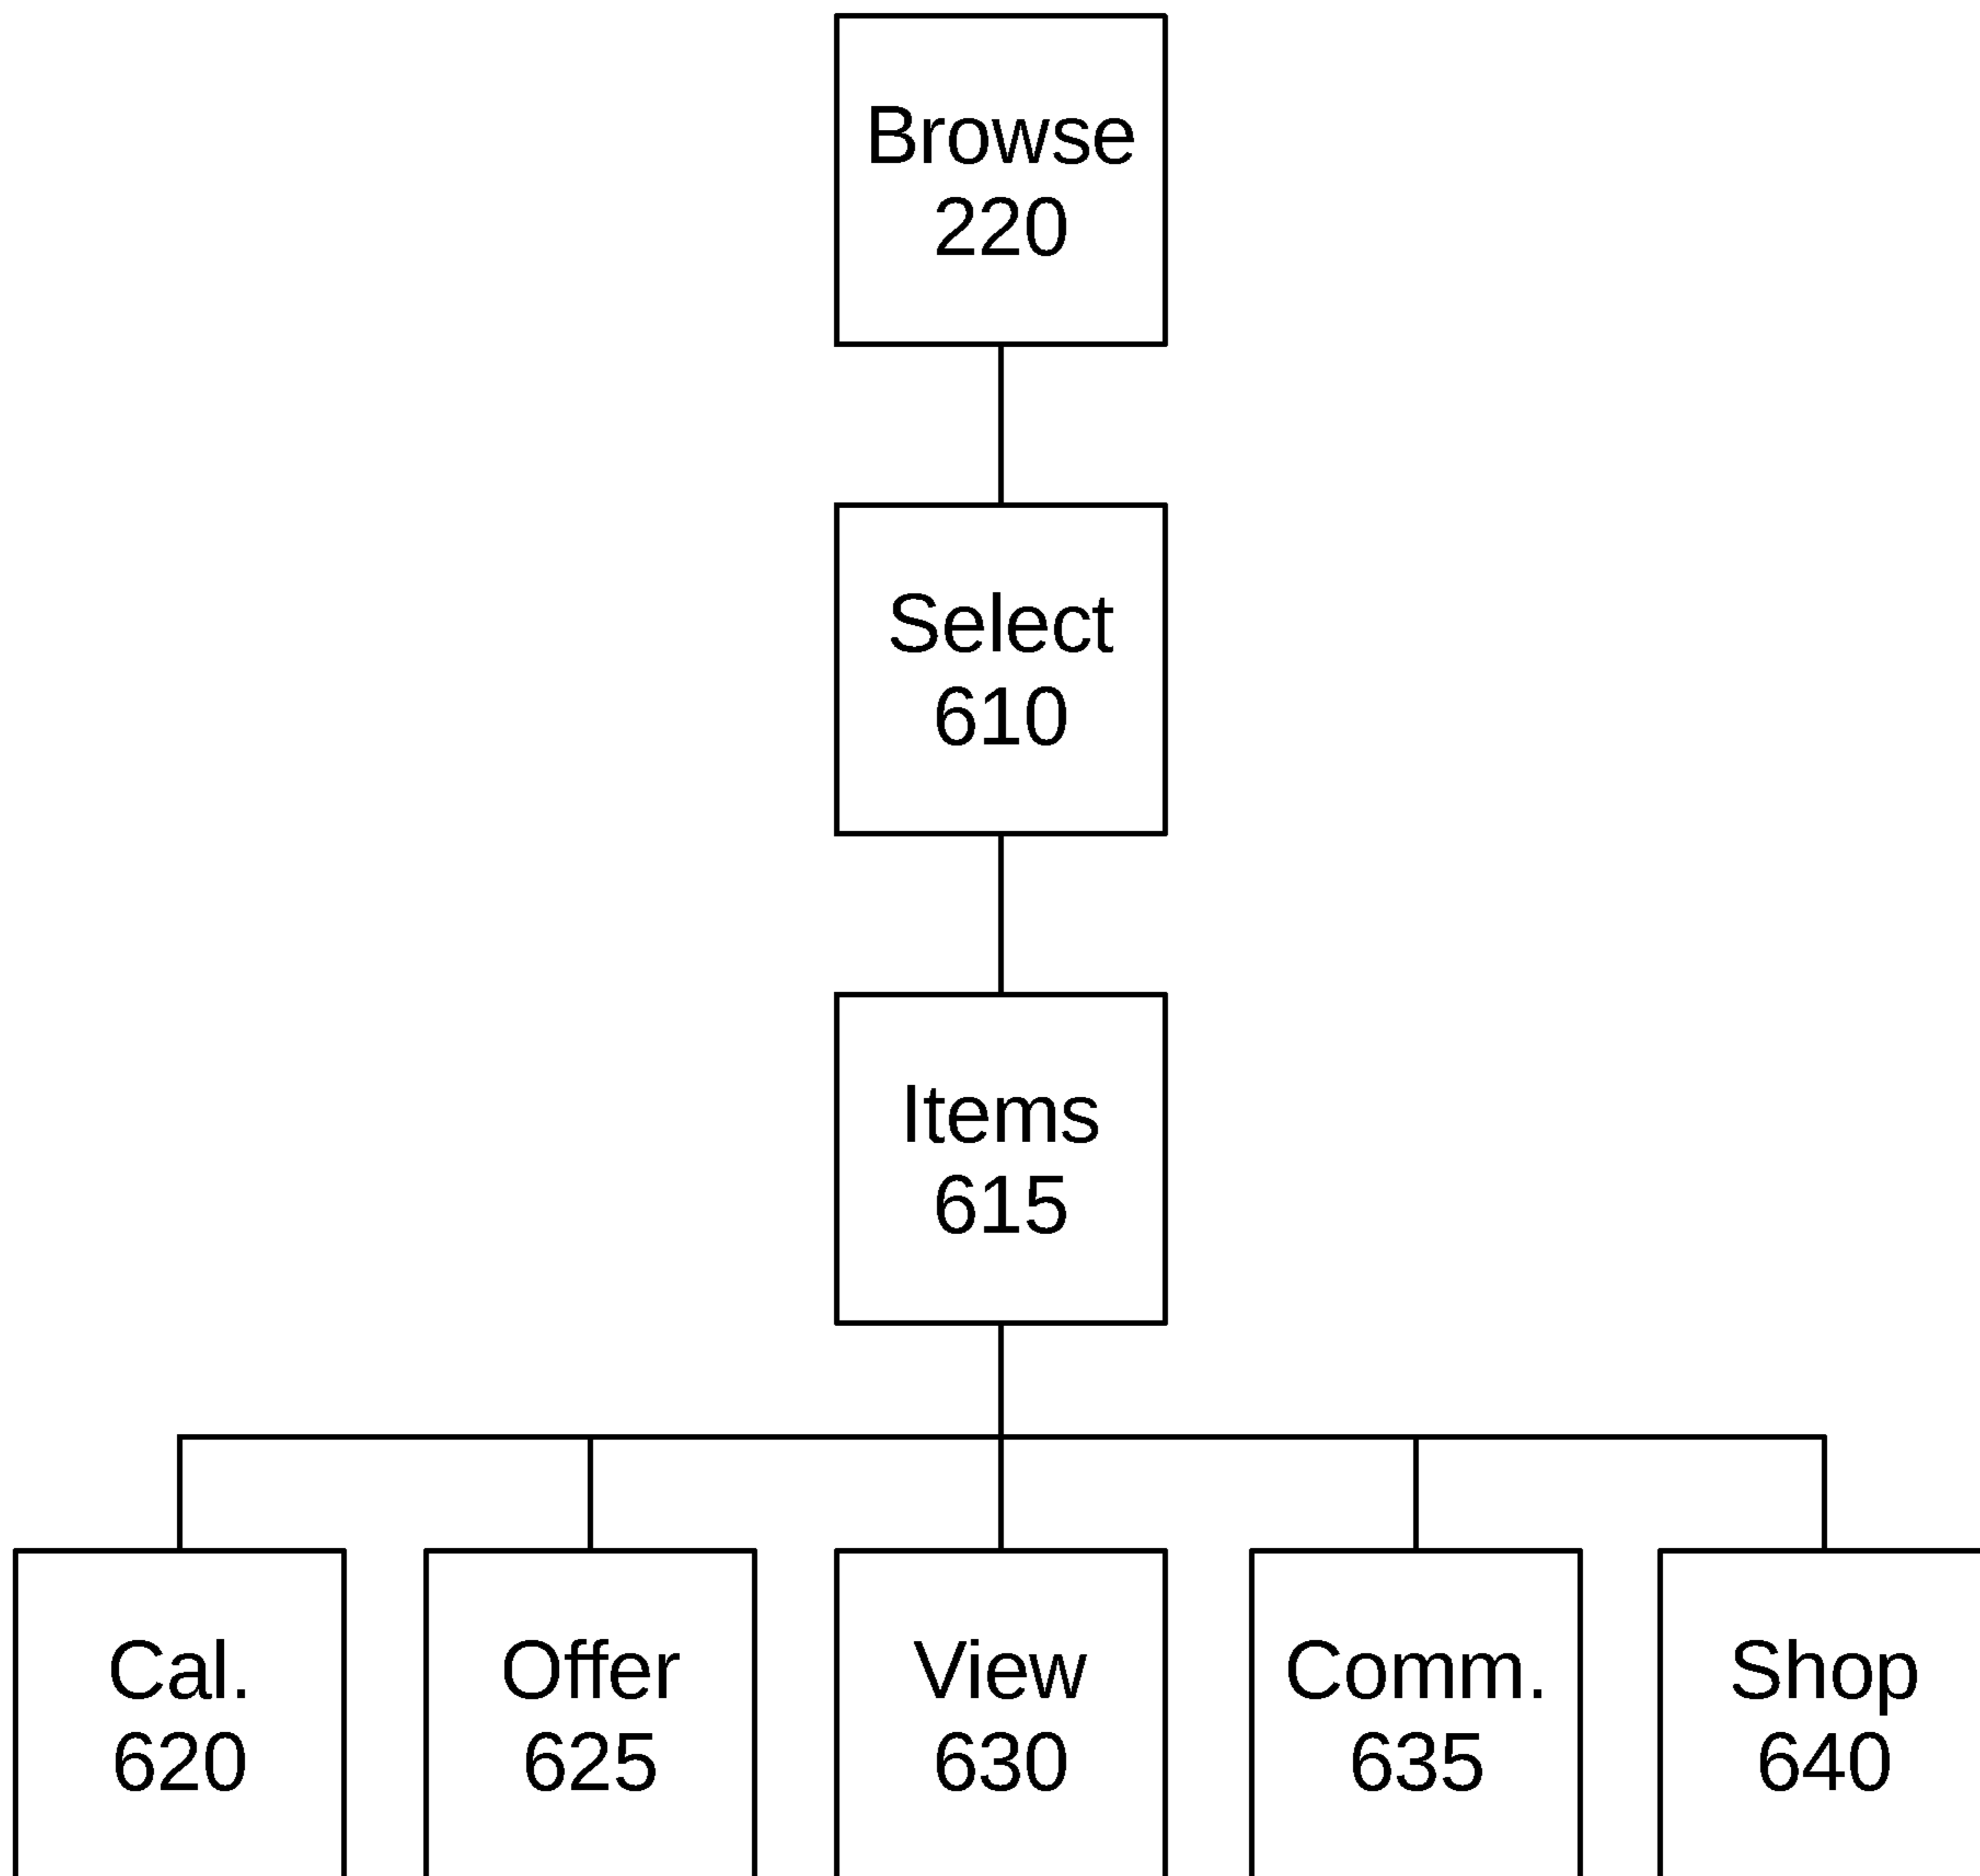 Browse
220
Select
610
Items
615
Cal.
620
Offer
625
View
630
Comm.
635
Shop
640